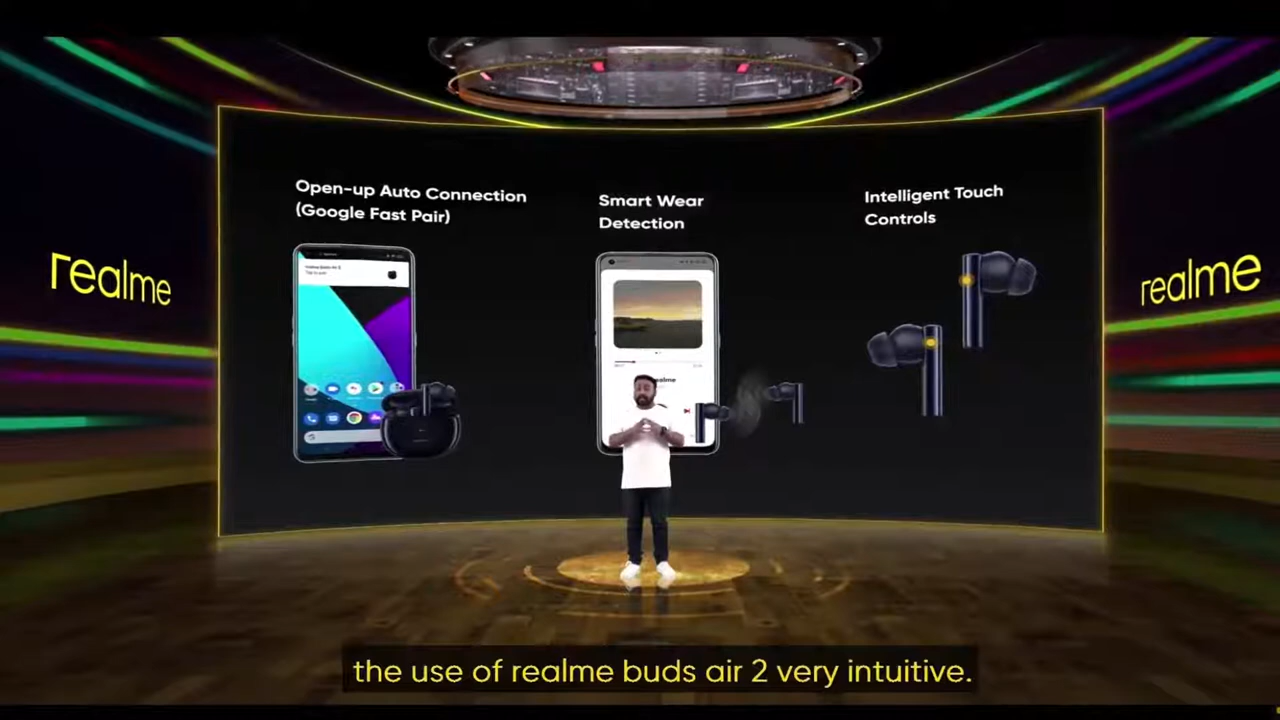 Open-up Auto Connection
(Google Fast Pair)
Smart Wear
Detection
Intelligent Touch
Controls
realme
realme
the use of realme buds air 2 very intuitive.